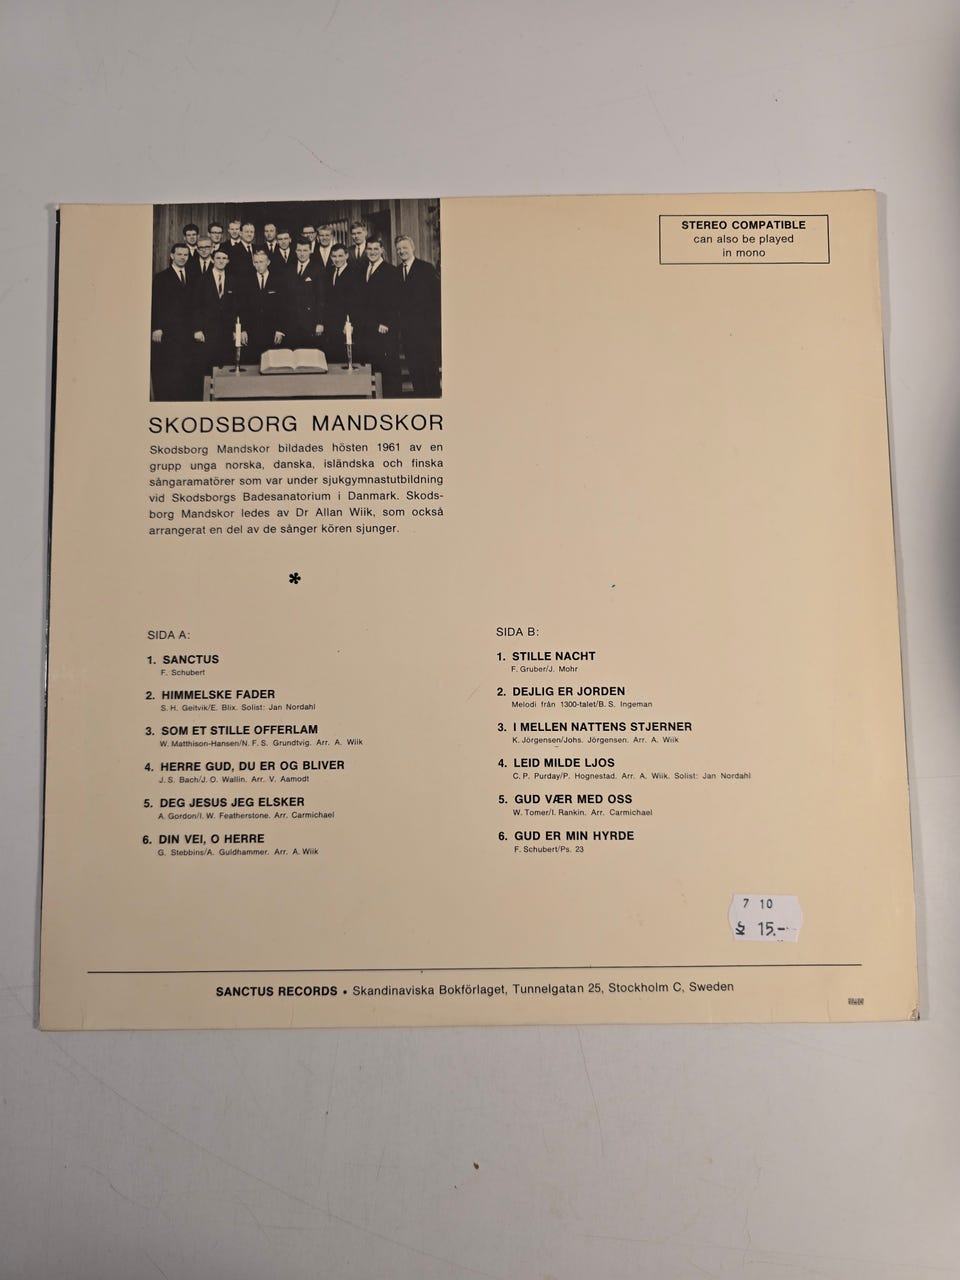 STEREO COMPATIBLE
can also be played
in mono
SKODSBORG MANDSKOR
Skodsborg Mandskor bildades hösten 1961 av en
grupp unga norska, danska, isländska och finska
sångaramatörer som var under sjukgymnastutbildning
vid Skodsborgs Badesanatorium i Danmark. Skods-
borg Mandskor ledes av Dr Allan Wiik, som också
arrangerat en del av de sånger kören sjunger.
*
SIDA A:
1. SANCTUS
F. Schubert
2. HIMMELSKE FADER
S. H. Geitvik/E. Blix. Solist: Jan Nordahl
3. SOM ET STILLE OFFERLAM
W. Matthison-Hansen/N. F. S. Grundtvig. Arr. A. Wiik
4. HERRE GUD, DU ER OG BLIVER
J. S. Bach/J. O. Wallin. Arr. V. Aamodt
5. DEG JESUS JEG ELSKER
A. Gordon/I. W. Featherstone. Arr. Carmichael
6. DIN VEI, O HERRE
G. Stebbins/A. Guldhammer. Arr. A. Wiik
SIDA B:
1. STILLE NACHT
F. Gruber/J. Mohr
2. DEJLIG ER JORDEN
Melodi från 1300-talet/B. S. Ingeman
3. I MELLEN NATTENS STJERNER
K. Jörgensen/Johs. Jörgensen. Arr. A. Wiik
4. LEID MILDE LJOS
C. P. Purday/P. Hognestad. Arr. A. Wiik. Solist: Jan Nordahl
5. GUD VÆR MED OSS
W. Tomer/I. Rankin. Arr. Carmichael
6. GUD ER MIN HYRDE
F. Schubert/Ps. 23
7 10
15.-
SANCTUS RECORDS • Skandinaviska Bokförlaget, Tunnelgatan 25, Stockholm C, Sweden